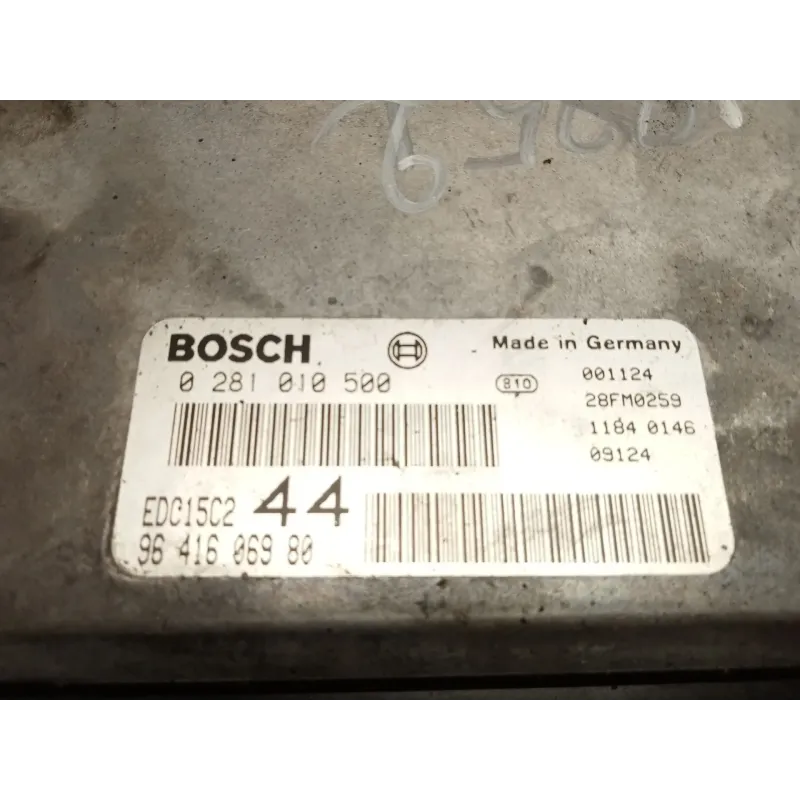 BOSCH Made in Germany
0 281 010 500 810 001124
28FM0259
1184 0146
09124
EDC15C2 44
96 416 069 80